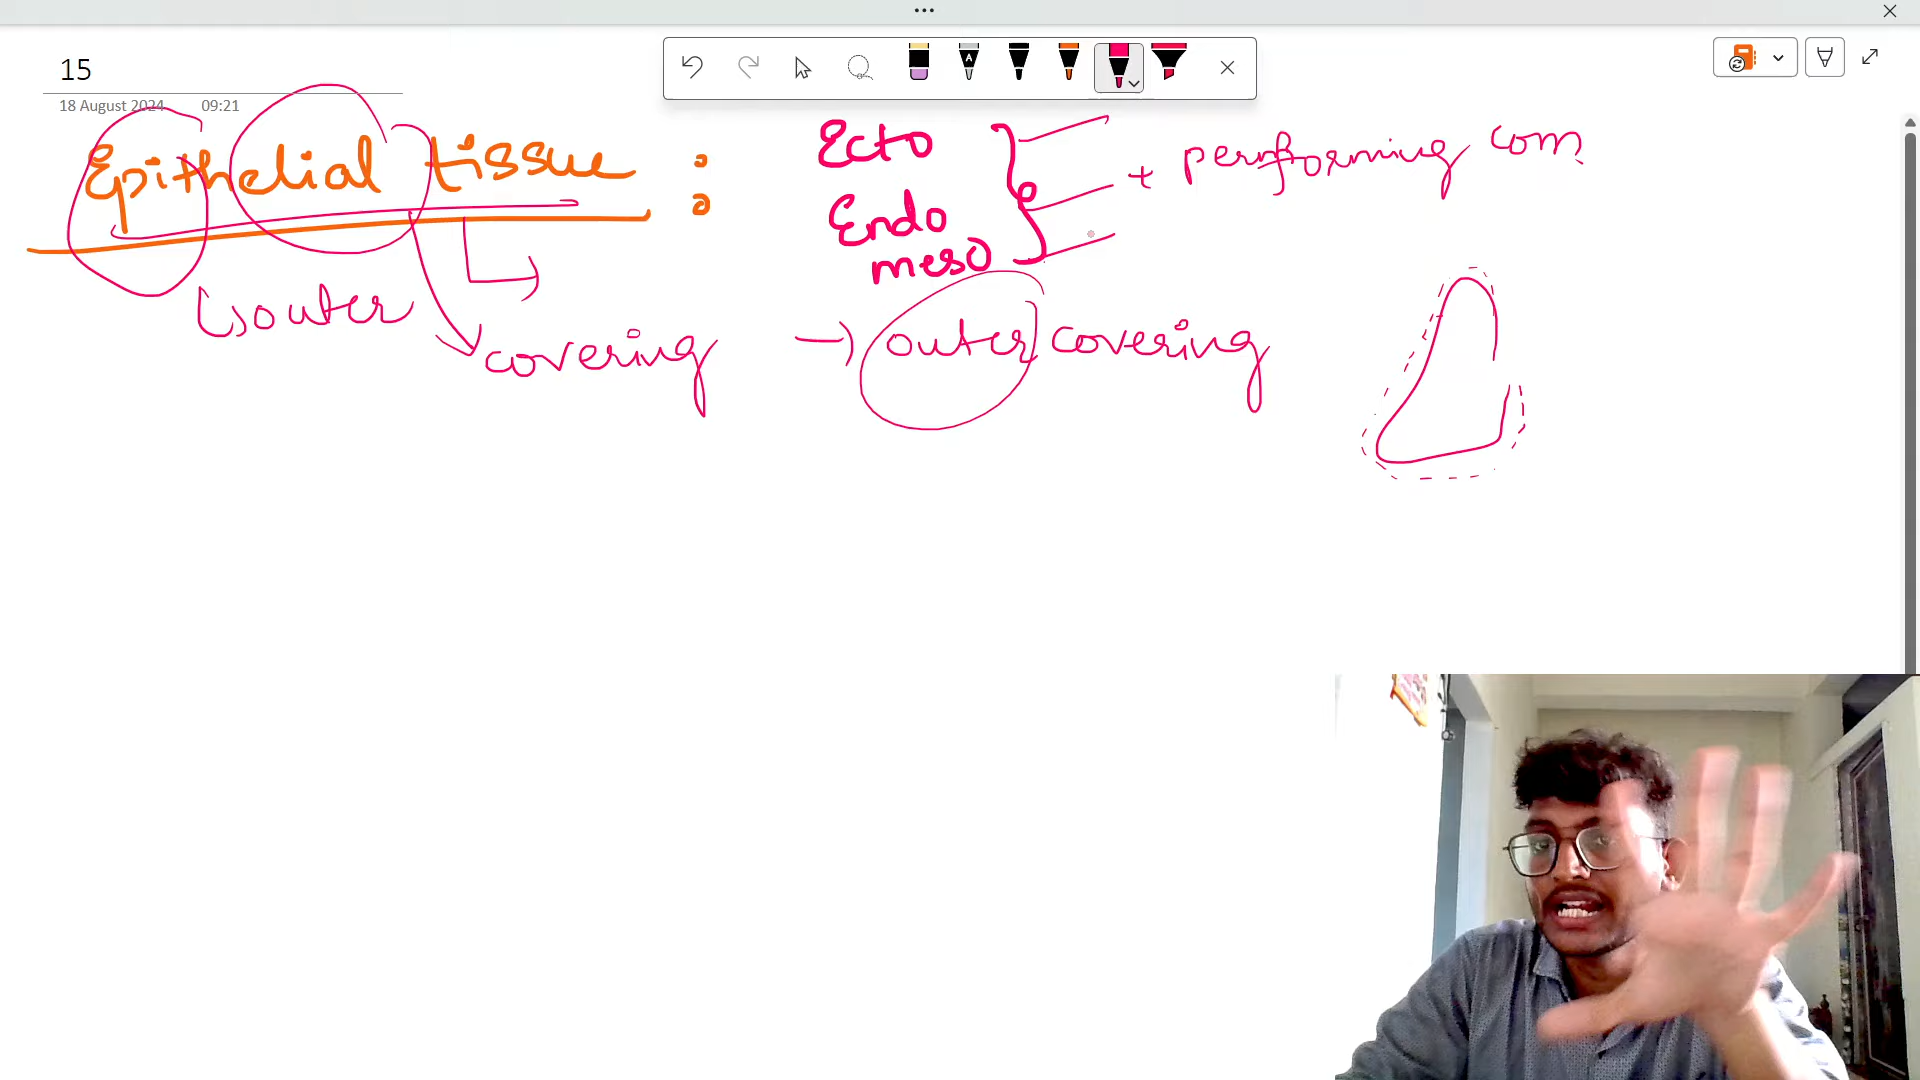 15
18 August 2024 09:21
Epithelial tissue :
Ecto
Endo
meso
+ performing com
outer
covering → outer covering